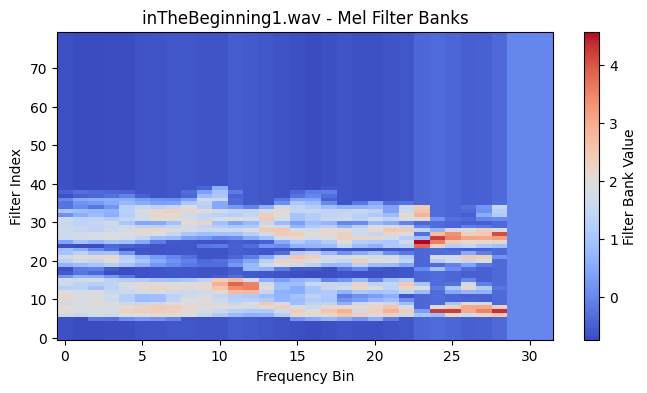 inTheBeginning1.wav - Mel Filter Banks
Filter Index
70
60
50
40
30
20
10
0
0 5 10 15 20 25 30
Frequency Bin
4
3
2
1
0
Filter Bank Value